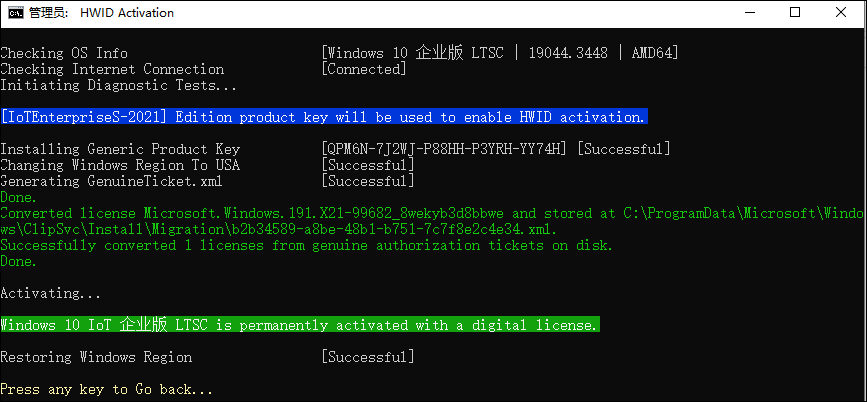 管理员: HWID Activation
Checking OS Info [Windows 10 企业版 LTSC | 19044.3448 | AMD64]
Checking Internet Connection [Connected]
Initiating Diagnostic Tests...
[IoTEnterpriseS-2021] Edition product key will be used to enable HWID activation.
Installing Generic Product Key [QPM6N-7J2WJ-P88HH-P3YRH-YY74H] [Successful]
Changing Windows Region To USA [Successful]
Generating GenuineTicket.xml [Successful]
Done.
Converted license Microsoft.Windows.191.X21-99682_8wekyb3d8bbwe and stored at C:\ProgramData\Microsoft\Windo
ws\ClipSvc\Install\Migration\b2b34589-a8be-48b1-b751-7c7f8e2c4e34.xml.
Successfully converted 1 licenses from genuine authorization tickets on disk.
Done.
Activating...
Windows 10 IoT 企业版 LTSC is permanently activated with a digital license.
Restoring Windows Region [Successful]
Press any key to Go back...